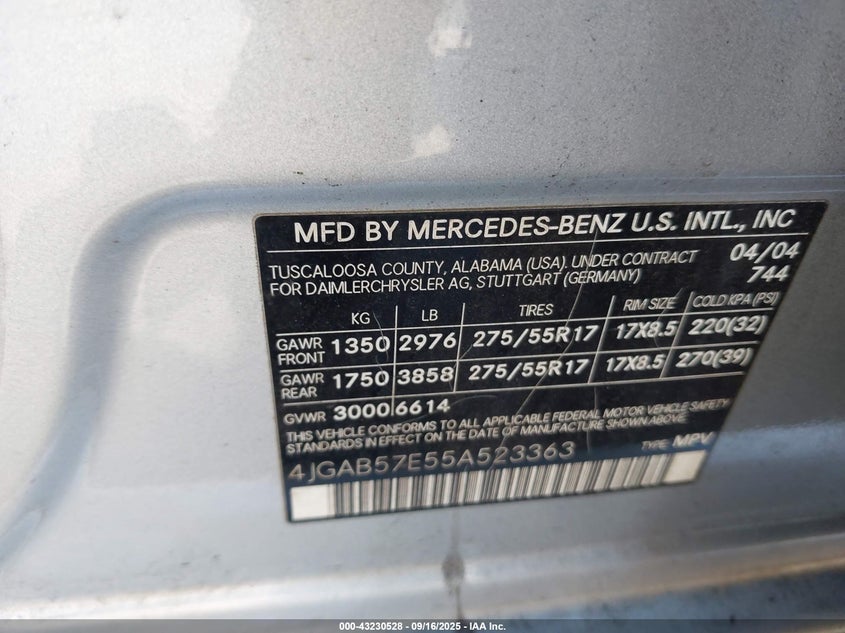 MFD BY MERCEDES-BENZ U.S. INTL., INC
TUSCALOOSA COUNTY, ALABAMA (USA). UNDER CONTRACT 04/04
FOR DAIMLERCHRYSLER AG, STUTTGART (GERMANY) 744
KG LB TIRES RIM SIZE COLD KPA (PSI)
GAWR FRONT 1350 2976 275/55R17 17X8.5 220(32)
GAWR REAR 1750 3858 275/55R17 17X8.5 270(39)
GVWR 3000 6614
THIS VEHICLE CONFORMS TO ALL APPLICABLE FEDERAL MOTOR VEHICLE SAFETY
STANDARDS IN EFFECT ON THE DATE OF MANUFACTURE SHOWN ABOVE.
4JGAB57E55A523363 TYPE: MPV
000-43230528 - 09/16/2025 - IAA Inc.